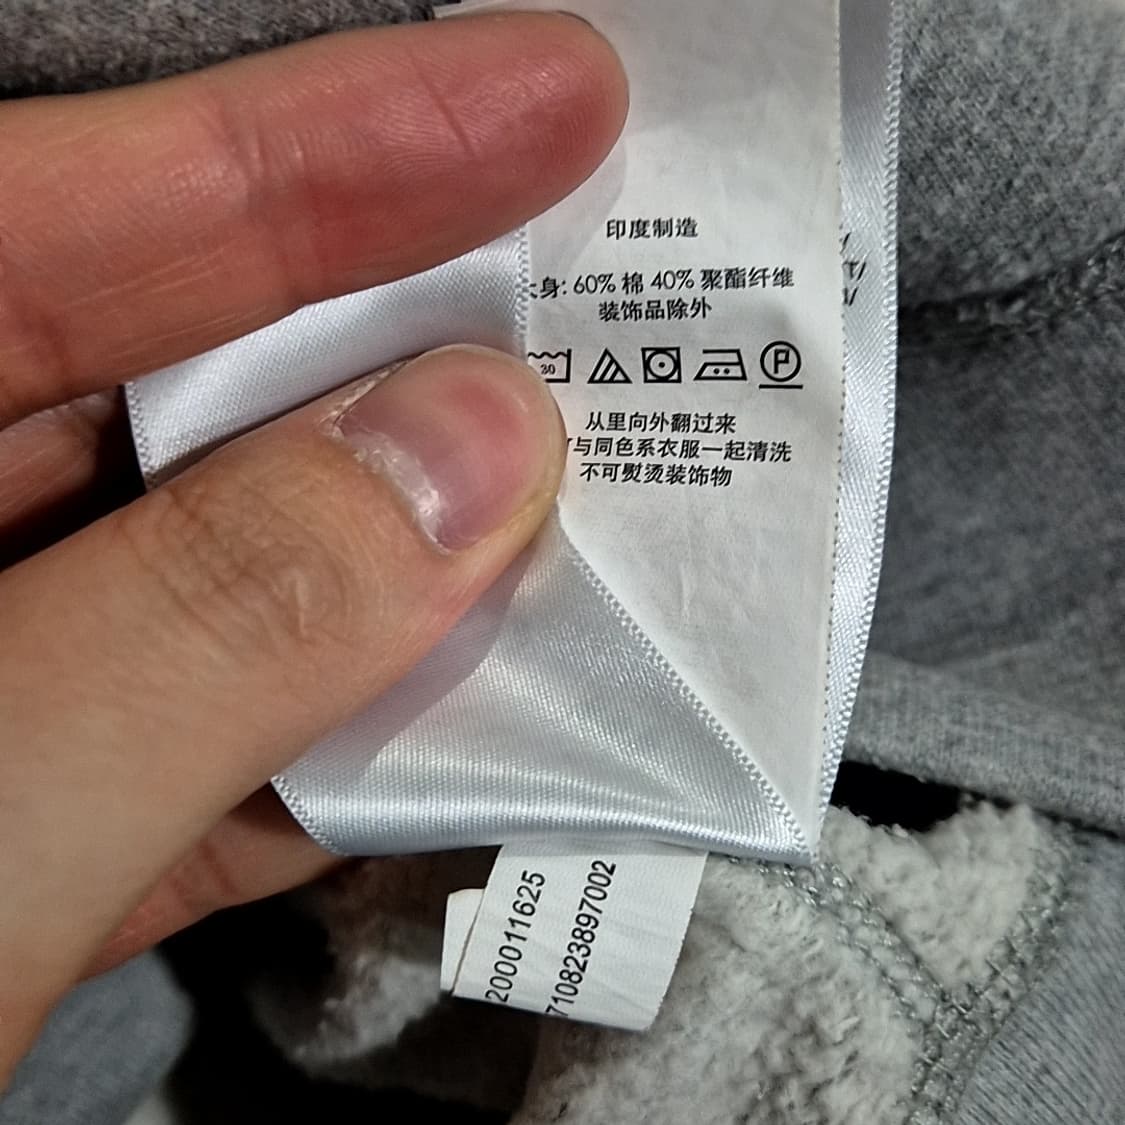 印度制造
身: 60% 棉 40% 聚酯纤维
装饰品除外
30 P
从里向外翻过来
与同色系衣服一起清洗
不可熨烫装饰物
200011625
710823897002